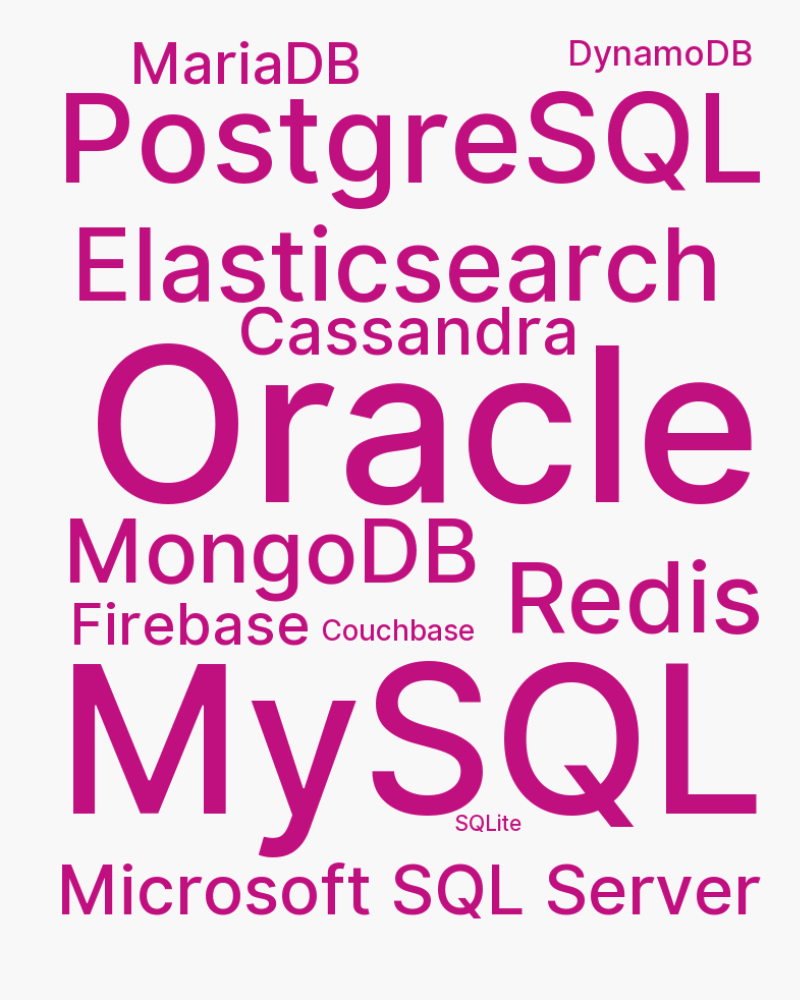 MariaDB DynamoDB
PostgreSQL
Elasticsearch
Cassandra
Oracle
MongoDB
Redis
Firebase Couchbase
MySQL
SQLite
Microsoft SQL Server